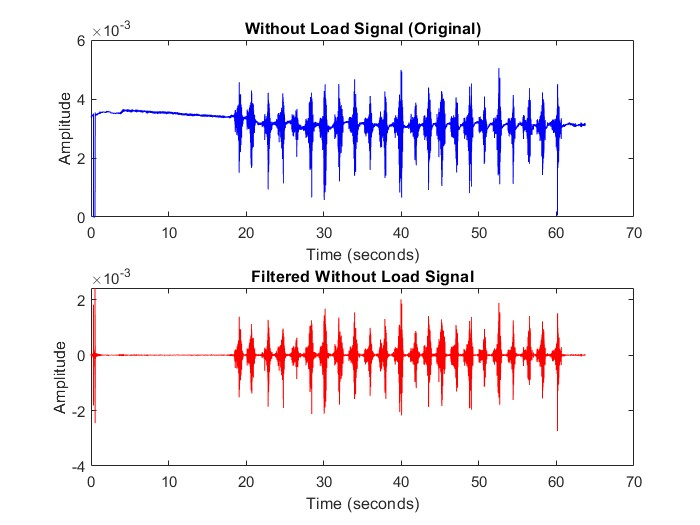 Without Load Signal (Original)
×10-3
6
4
2
0
Amplitude
0 10 20 30 40 50 60 70
Time (seconds)
Filtered Without Load Signal
×10-3
2
0
-2
-4
Amplitude
0 10 20 30 40 50 60 70
Time (seconds)